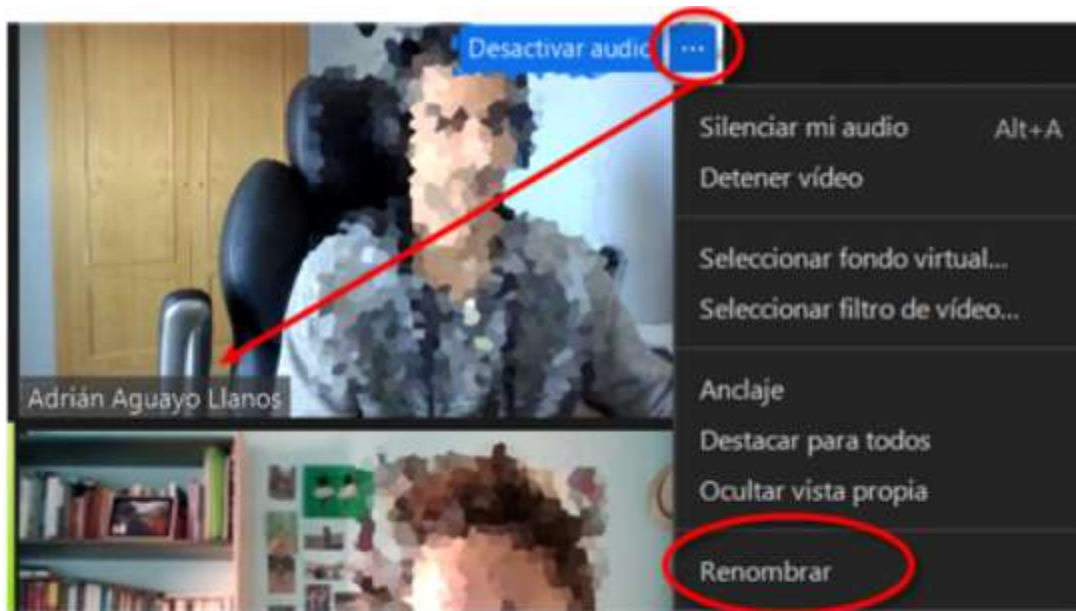 Desactivar audio
...
Silenciar mi audio Alt+A
Detener vídeo
Seleccionar fondo virtual...
Seleccionar filtro de vídeo...
Anclaje
Destacar para todos
Ocultar vista propia
Renombrar
Adrián Aguayo Llanos